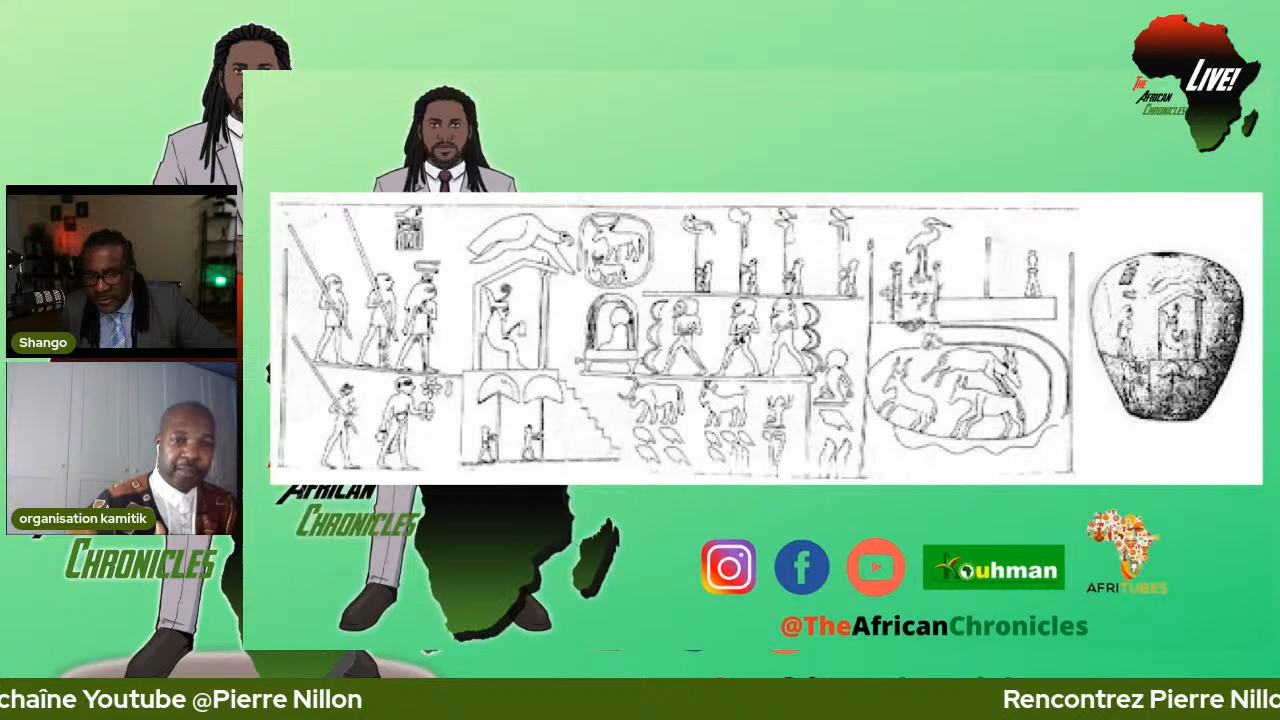 THE
AFRICAN
CHRONICLES
LIVE!
Shango
organisation kamitik
CHRONICLES
AFRICAN
CHRONICLES
Kouhman
AFRITUBES
@TheAfricanChronicles
chaîne Youtube @Pierre Nillon
Rencontrez Pierre Nillo